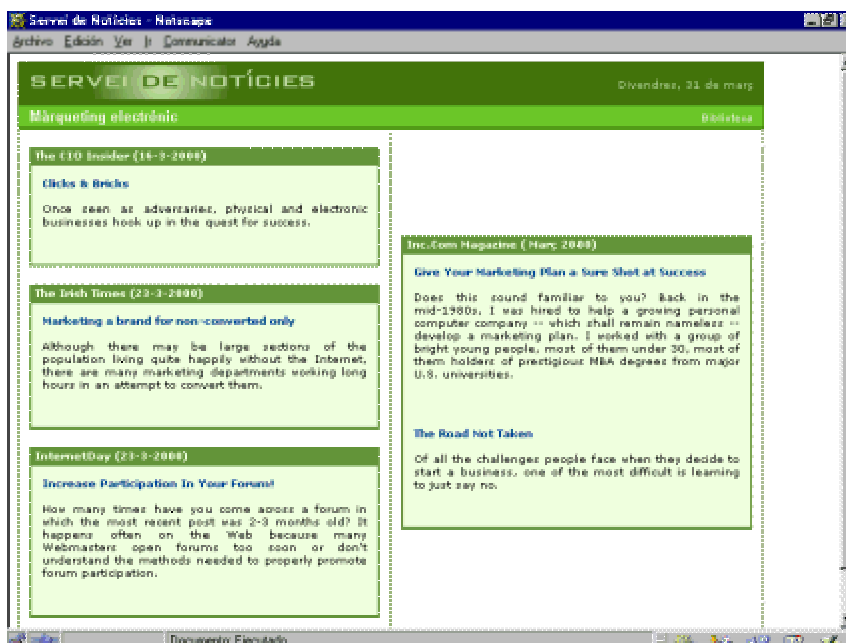 Servei de Notícies - Netscape
Archivo Edición Ver Ir Communicator Ayuda
SERVEI DE NOTÍCIES
Divendres, 31 de març
Màrqueting electrònic
Biblioteca
The CIO Insider (16-3-2000)
Clicks & Bricks
Once seen as adversaries, physical and electronic
businesses hook up in the quest for success.
The Irish Times (23-3-2000)
Marketing a brand for non-converted only
Although there may be large sections of the
population living quite happily without the Internet,
there are many marketing departments working long
hours in an attempt to convert them.
InternetDay (23-3-2000)
Increase Participation In Your Forum!
How many times have you come across a forum in
which the most recent post was 2-3 months old? It
happens often on the Web because many
Webmasters open forums too soon or don't
understand the methods needed to properly promote
forum participation.
Inc.Com Magazine ( Març 2000)
Give Your Marketing Plan a Sure Shot at Success
Does this sound familiar to you? Back in the
mid-1980s, I was hired to help a growing personal
computer company -- which shall remain nameless --
develop a marketing plan. I worked with a group of
bright young people, most of them under 30, most of
them holders of prestigious MBA degrees from major
U.S. universities.
The Road Not Taken
Of all the challenges people face when they decide to
start a business, one of the most difficult is learning
to just say no.
Documento: Ejecutado